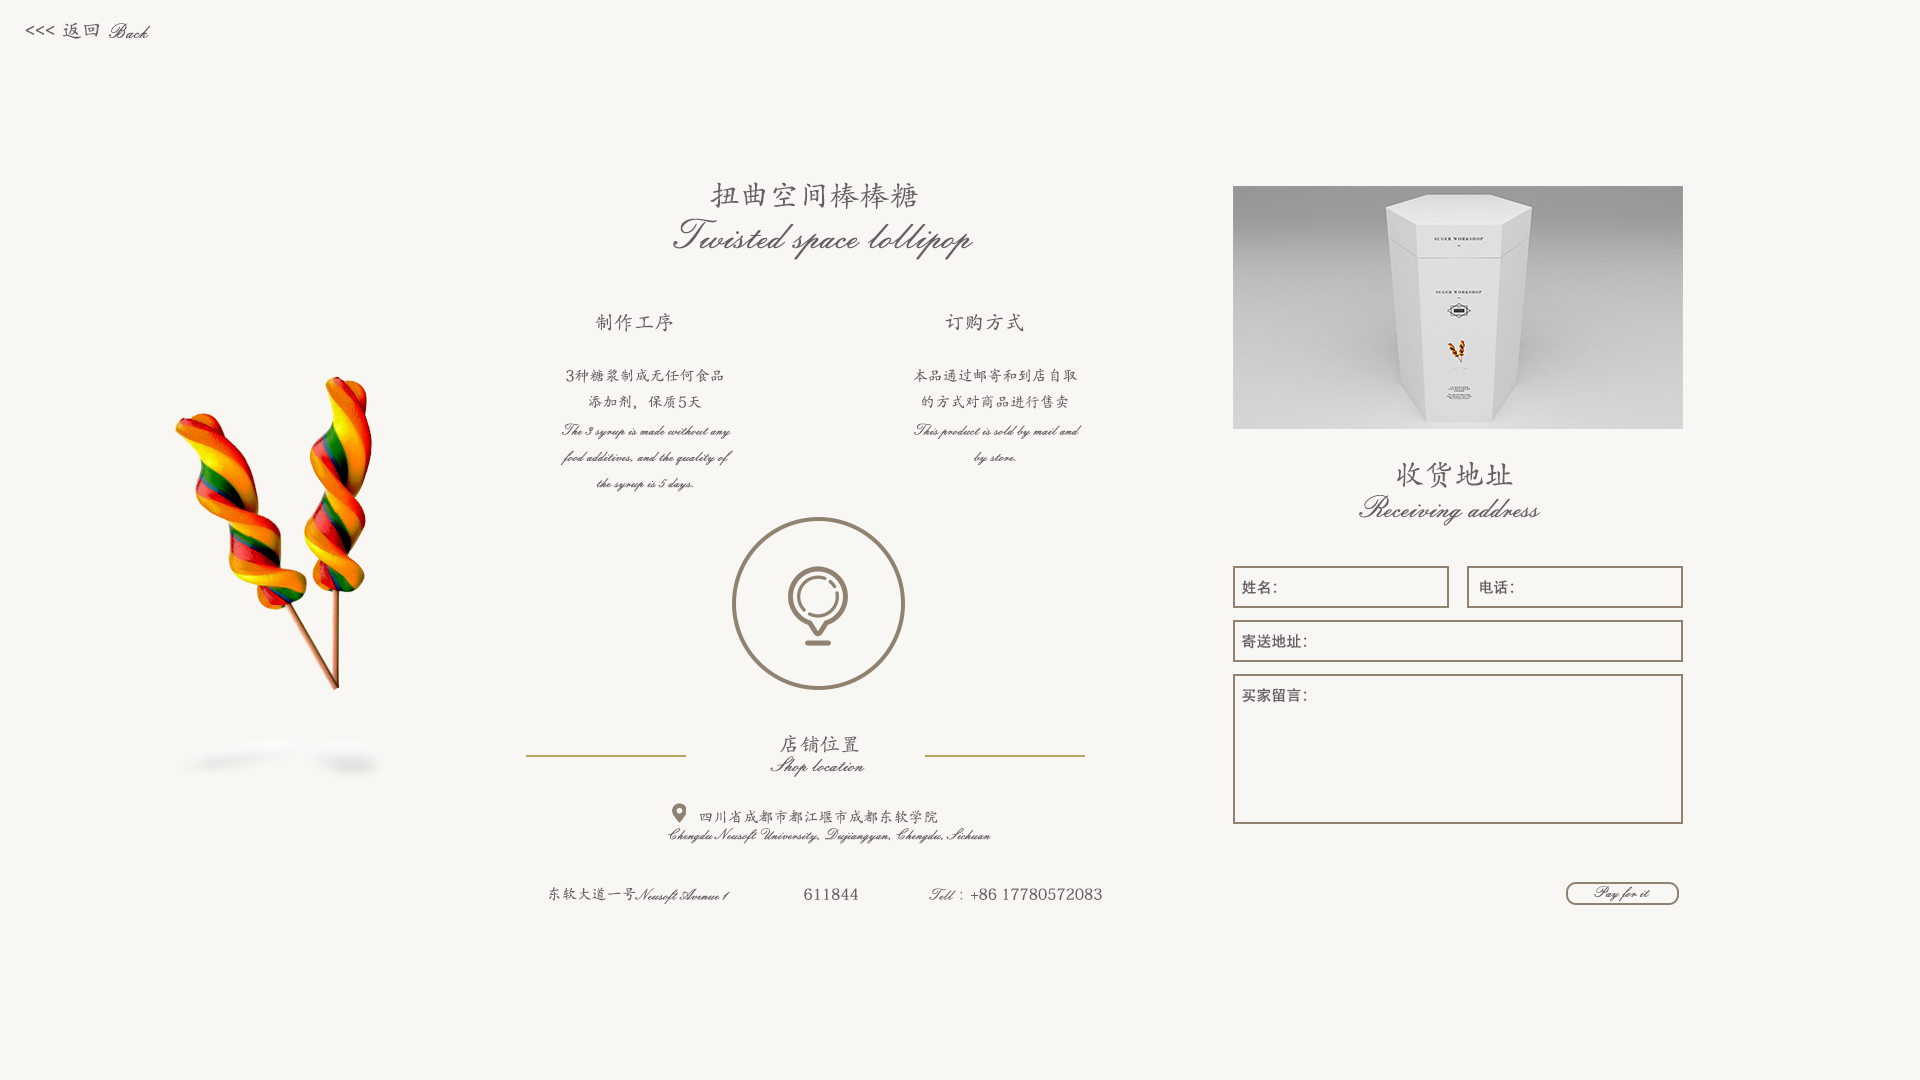 <<< 返回 Back
扭曲空间棒棒糖
Twisted space lollipop
制作工序
3种糖浆制成无任何食品
添加剂，保质5天
The 3 syrup is made without any
food additives, and the quality of
the syrup is 5 days.
订购方式
本品通过邮寄和到店自取
的方式对商品进行售卖
This product is sold by mail and
by store.
店铺位置
Shop location
四川省成都市都江堰市成都东软学院
Chengdu Neusoft University, Dujiangyan, Chengdu, Sichuan
东软大道一号Neusoft Avenue 1
611844
Tell：+86 17780572083
SUGER WORKSHOP
SUGER WORKSHOP
收货地址
Receiving address
姓名：
电话：
寄送地址：
买家留言：
Pay for it